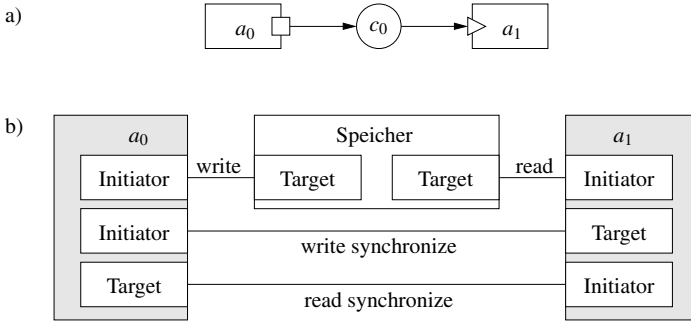 a)
a0
c0
a1
b)
a0
Speicher
a1
Initiator
write
Target
Target
read
Initiator
Initiator
write synchronize
Target
Target
read synchronize
Initiator